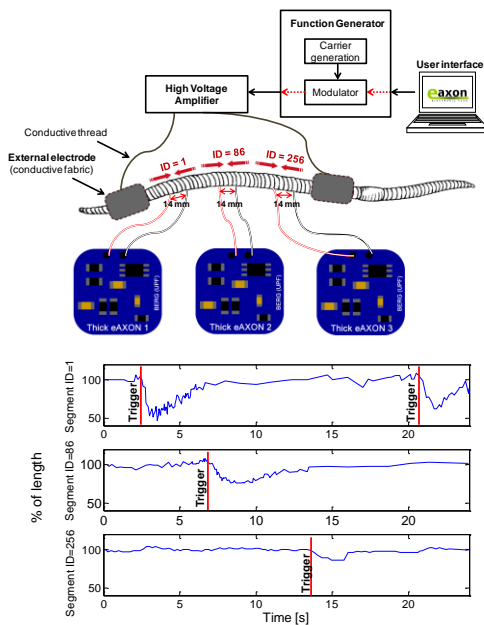 Function Generator
Carrier
generation
User interface
High Voltage
Amplifier
Modulator
eaxon
Conductive thread
External electrode
(conductive fabric)
ID = 1
ID = 86
ID = 256
14 mm
14 mm
14 mm
BERG (UPF)
BERG (UPF)
BERG (UPF)
Thick eAXON 1
Thick eAXON 2
Thick eAXON 3
% of length
Segment ID=1
100
50
Trigger
Trigger
0
5
10
15
20
Segment ID=86
100
50
Trigger
0
5
10
15
20
Segment ID=256
100
50
Trigger
0
5
10
15
20
Time [s]